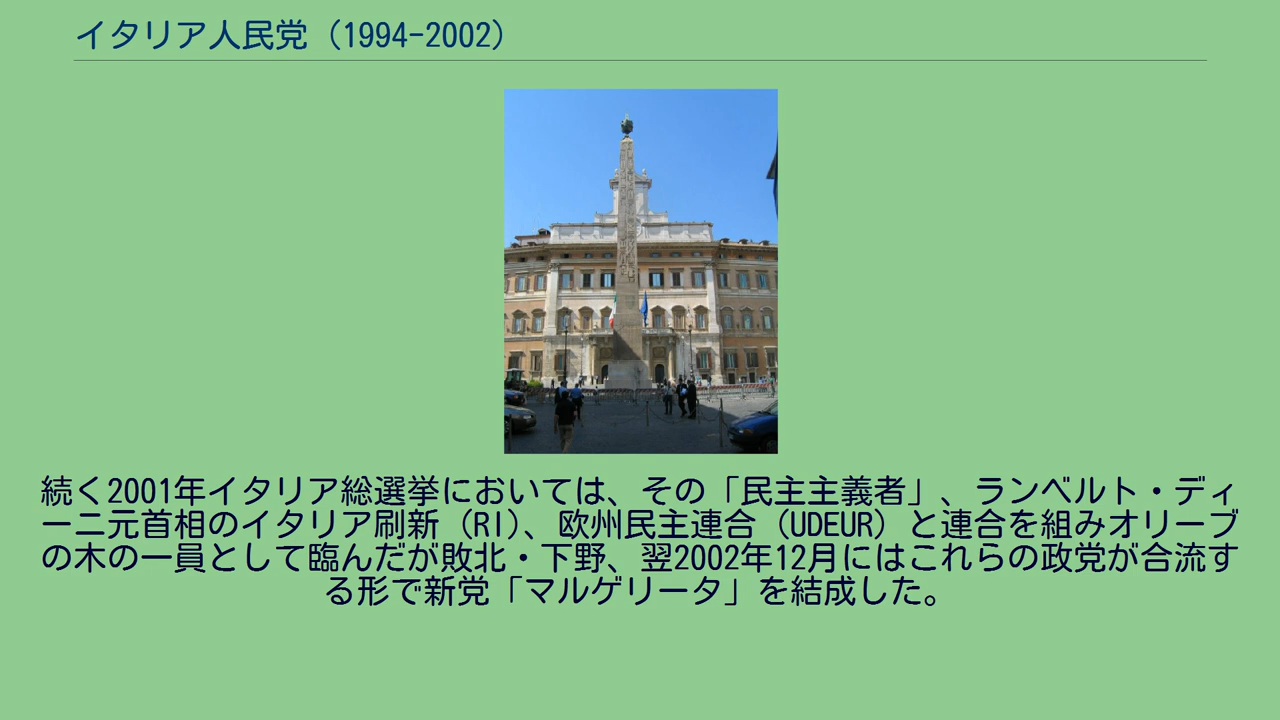 イタリア人民党（1994-2002）
続く2001年イタリア総選挙においては、その「民主主義者」、ランベルト・ディ
ーニ元首相のイタリア刷新（RI）、欧州民主連合（UDEUR）と連合を組みオリーブ
の木の一員として臨んだが敗北・下野、翌2002年12月にはこれらの政党が合流す
る形で新党「マルゲリータ」を結成した。